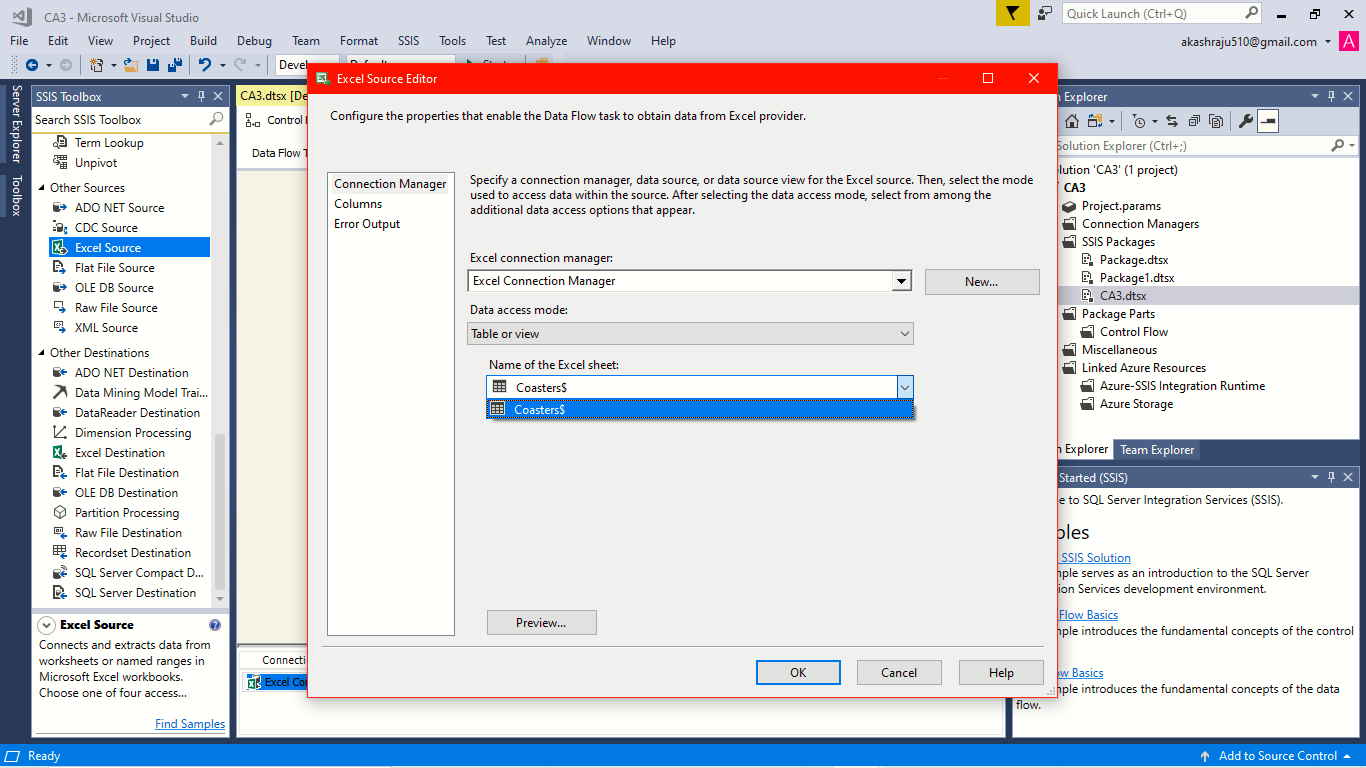 CA3 - Microsoft Visual Studio
Quick Launch (Ctrl+Q)
File Edit View Project Build Debug Team Format SSIS Tools Test Analyze Window Help
akashraju510@gmail.com
A
Server Explorer
Toolbox
SSIS Toolbox
Search SSIS Toolbox
Term Lookup
Unpivot
Other Sources
ADO NET Source
CDC Source
Excel Source
Flat File Source
OLE DB Source
Raw File Source
XML Source
Other Destinations
ADO NET Destination
Data Mining Model Trai...
DataReader Destination
Dimension Processing
Excel Destination
Flat File Destination
OLE DB Destination
Partition Processing
Raw File Destination
Recordset Destination
SQL Server Compact D...
SQL Server Destination
Excel Source
Connects and extracts data from
worksheets or named ranges in
Microsoft Excel workbooks.
Choose one of four access...
Find Samples
CA3.dtsx [De
Control
Data Flow T
Connecti
Excel Co
Excel Source Editor
Configure the properties that enable the Data Flow task to obtain data from Excel provider.
Connection Manager
Columns
Error Output
Specify a connection manager, data source, or data source view for the Excel source. Then, select the mode
used to access data within the source. After selecting the data access mode, select from among the
additional data access options that appear.
Excel connection manager:
Excel Connection Manager
New...
Data access mode:
Table or view
Name of the Excel sheet:
Coasters$
Coasters$
Preview...
OK
Cancel
Help
Explorer
Solution Explorer (Ctrl+;)
lution 'CA3' (1 project)
CA3
Project.params
Connection Managers
SSIS Packages
Package.dtsx
Package1.dtsx
CA3.dtsx
Package Parts
Control Flow
Miscellaneous
Linked Azure Resources
Azure-SSIS Integration Runtime
Azure Storage
n Explorer
Team Explorer
Started (SSIS)
e to SQL Server Integration Services (SSIS).
ples
SSIS Solution
mple serves as an introduction to the SQL Server
ion Services development environment.
Flow Basics
mple introduces the fundamental concepts of the control
ow Basics
mple introduces the fundamental concepts of the data
flow.
Ready
Add to Source Control